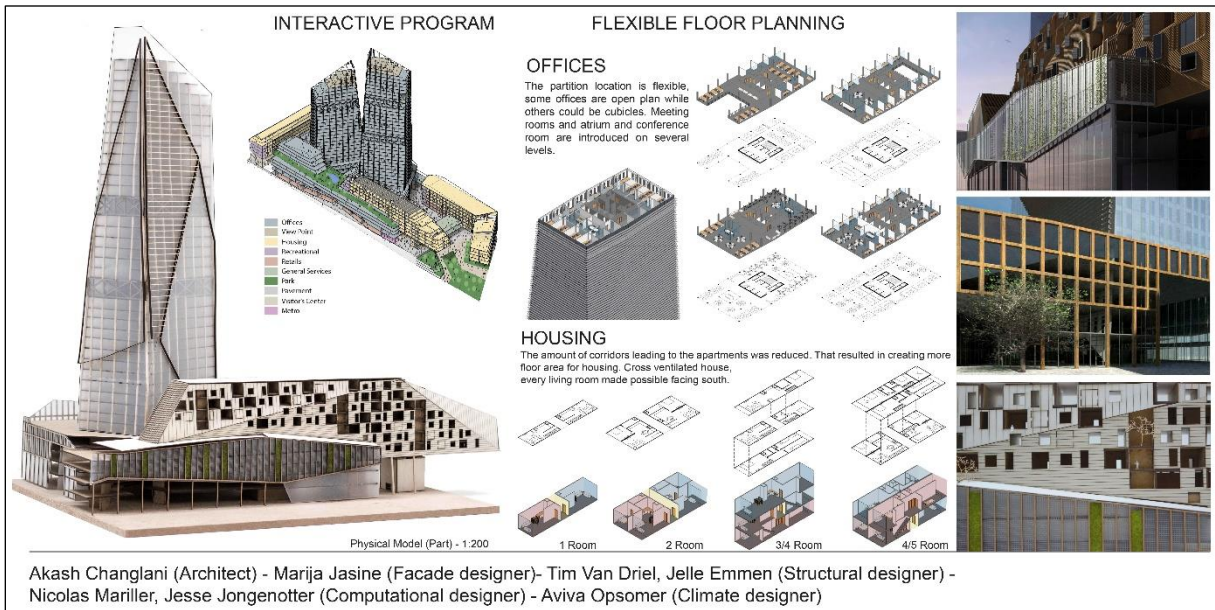 INTERACTIVE PROGRAM
FLEXIBLE FLOOR PLANNING
OFFICES
The partition location is flexible,
some offices are open plan while
others could be cubicles. Meeting
rooms and atrium and conference
room are introduced on several
levels.
Offices
View Point
Housing
Recreational
Retails
General Services
Park
Pavement
Visitor's Center
Metro
HOUSING
The amount of corridors leading to the apartments was reduced. That resulted in creating more
floor area for housing. Cross ventilated house,
every living room made possible facing south.
Physical Model (Part) - 1:200
1 Room
2 Room
3/4 Room
4/5 Room
Akash Changlani (Architect) - Marija Jasine (Facade designer)- Tim Van Driel, Jelle Emmen (Structural designer) -
Nicolas Mariller, Jesse Jongenotter (Computational designer) - Aviva Opsomer (Climate designer)